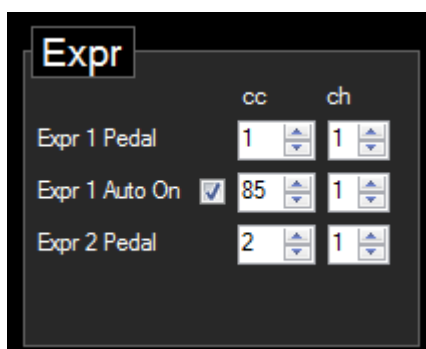 Expr
cc ch
Expr 1 Pedal 1 1
Expr 1 Auto On 85 1
Expr 2 Pedal 2 1